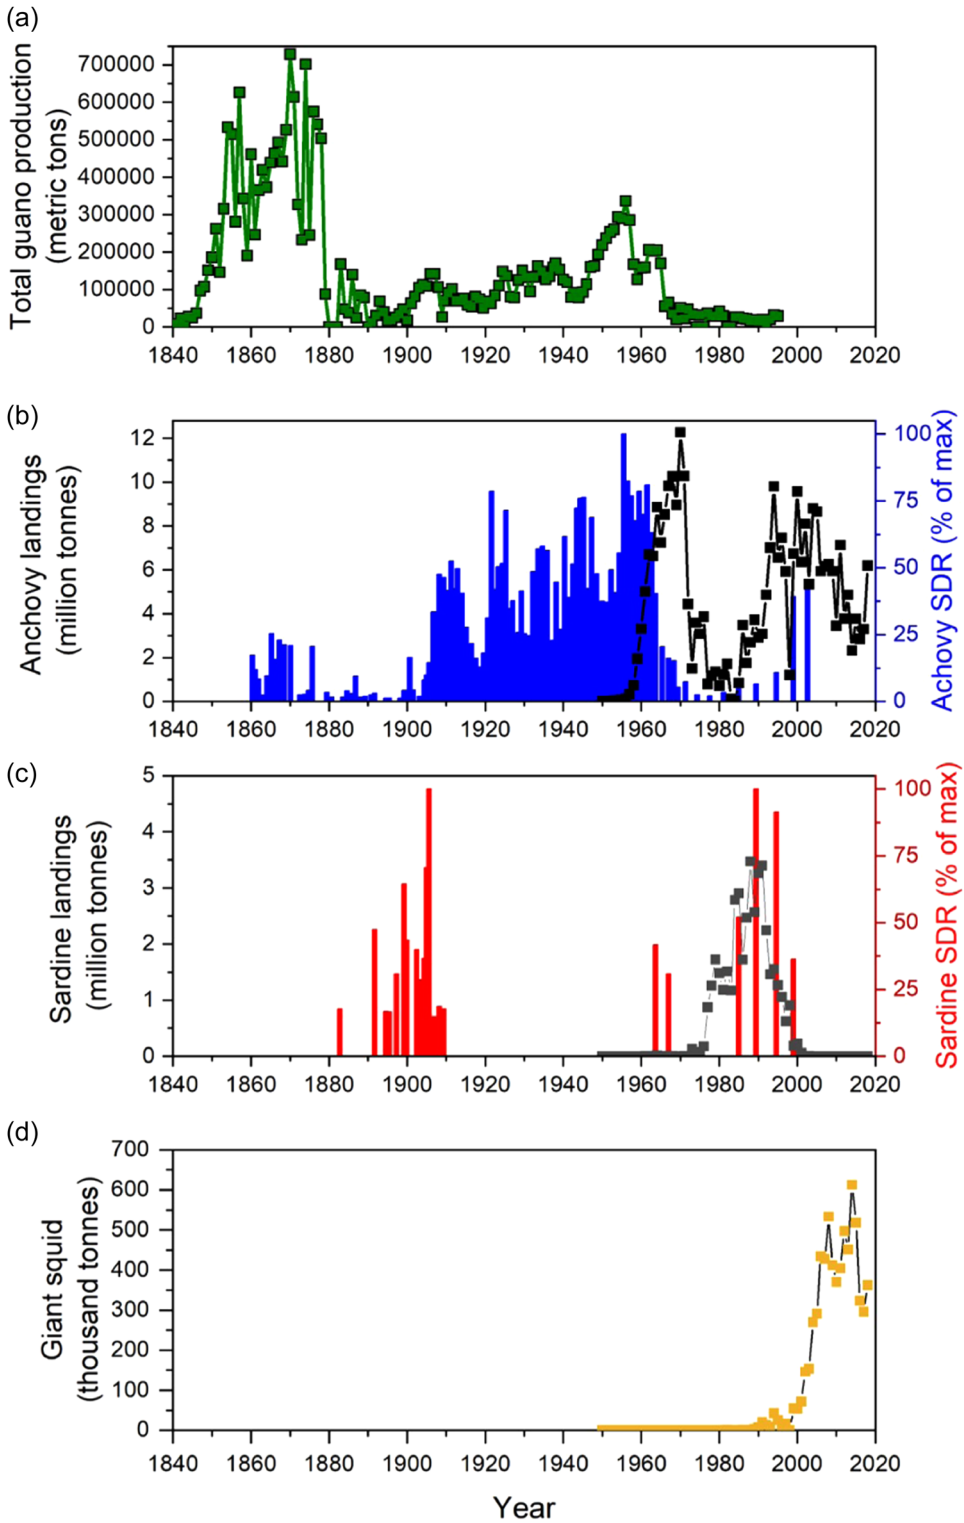 (a)
Total guano production
(metric tons)
700000
600000
500000
400000
300000
200000
100000
0
1840 1860 1880 1900 1920 1940 1960 1980 2000 2020
(b)
Anchovy landings
(million tonnes)
12
10
8
6
4
2
0
100
75
50
25
0
Achovy SDR (% of max)
1840 1860 1880 1900 1920 1940 1960 1980 2000 2020
(c)
Sardine landings
(million tonnes)
5
4
3
2
1
0
100
75
50
25
0
Sardine SDR (% of max)
1840 1860 1880 1900 1920 1940 1960 1980 2000 2020
(d)
Giant squid
(thousand tonnes)
700
600
500
400
300
200
100
0
1840 1860 1880 1900 1920 1940 1960 1980 2000 2020
Year